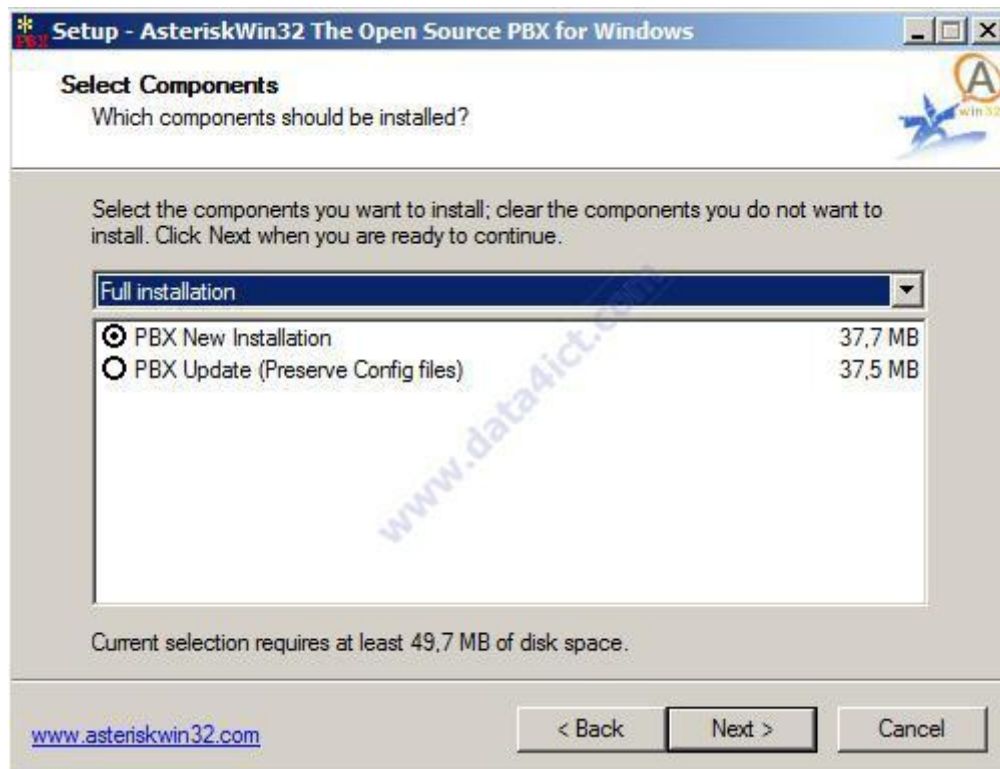 Setup - AsteriskWin32 The Open Source PBX for Windows
PBX
Select Components
Which components should be installed?
A
win 32
Select the components you want to install; clear the components you do not want to
install. Click Next when you are ready to continue.
Full installation
PBX New Installation 37,7 MB
PBX Update (Preserve Config files) 37,5 MB
www.data4ict.com
Current selection requires at least 49,7 MB of disk space.
www.asteriskwin32.com
< Back Next > Cancel